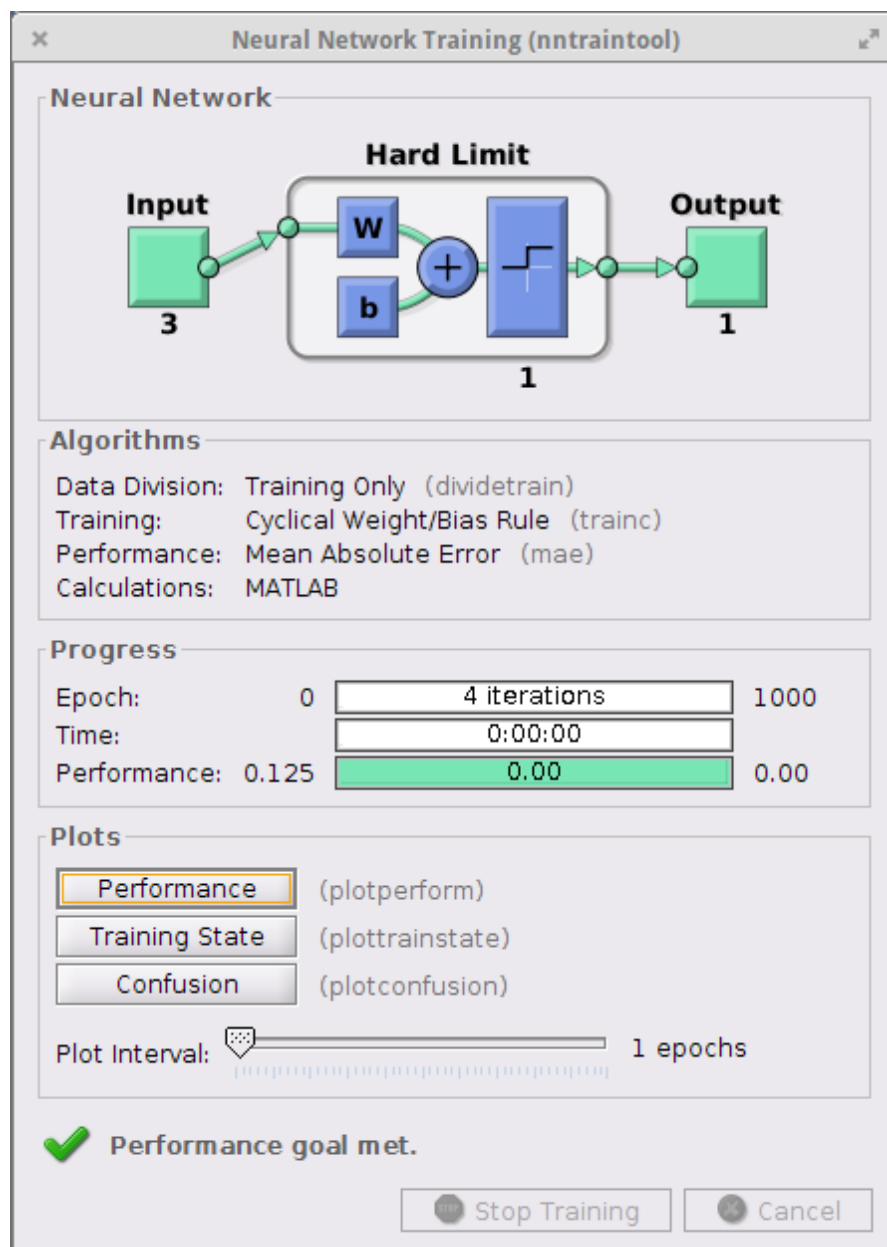 Neural Network Training (nntraintool)
Neural Network
Hard Limit
Input
Output
W
b
+
3
1
1
Algorithms
Data Division: Training Only (dividetrain)
Training: Cyclical Weight/Bias Rule (trainc)
Performance: Mean Absolute Error (mae)
Calculations: MATLAB
Progress
Epoch: 0 4 iterations 1000
Time: 0:00:00
Performance: 0.125 0.00 0.00
Plots
Performance (plotperform)
Training State (plottrainstate)
Confusion (plotconfusion)
Plot Interval: 1 epochs
Performance goal met.
STOP Stop Training Cancel